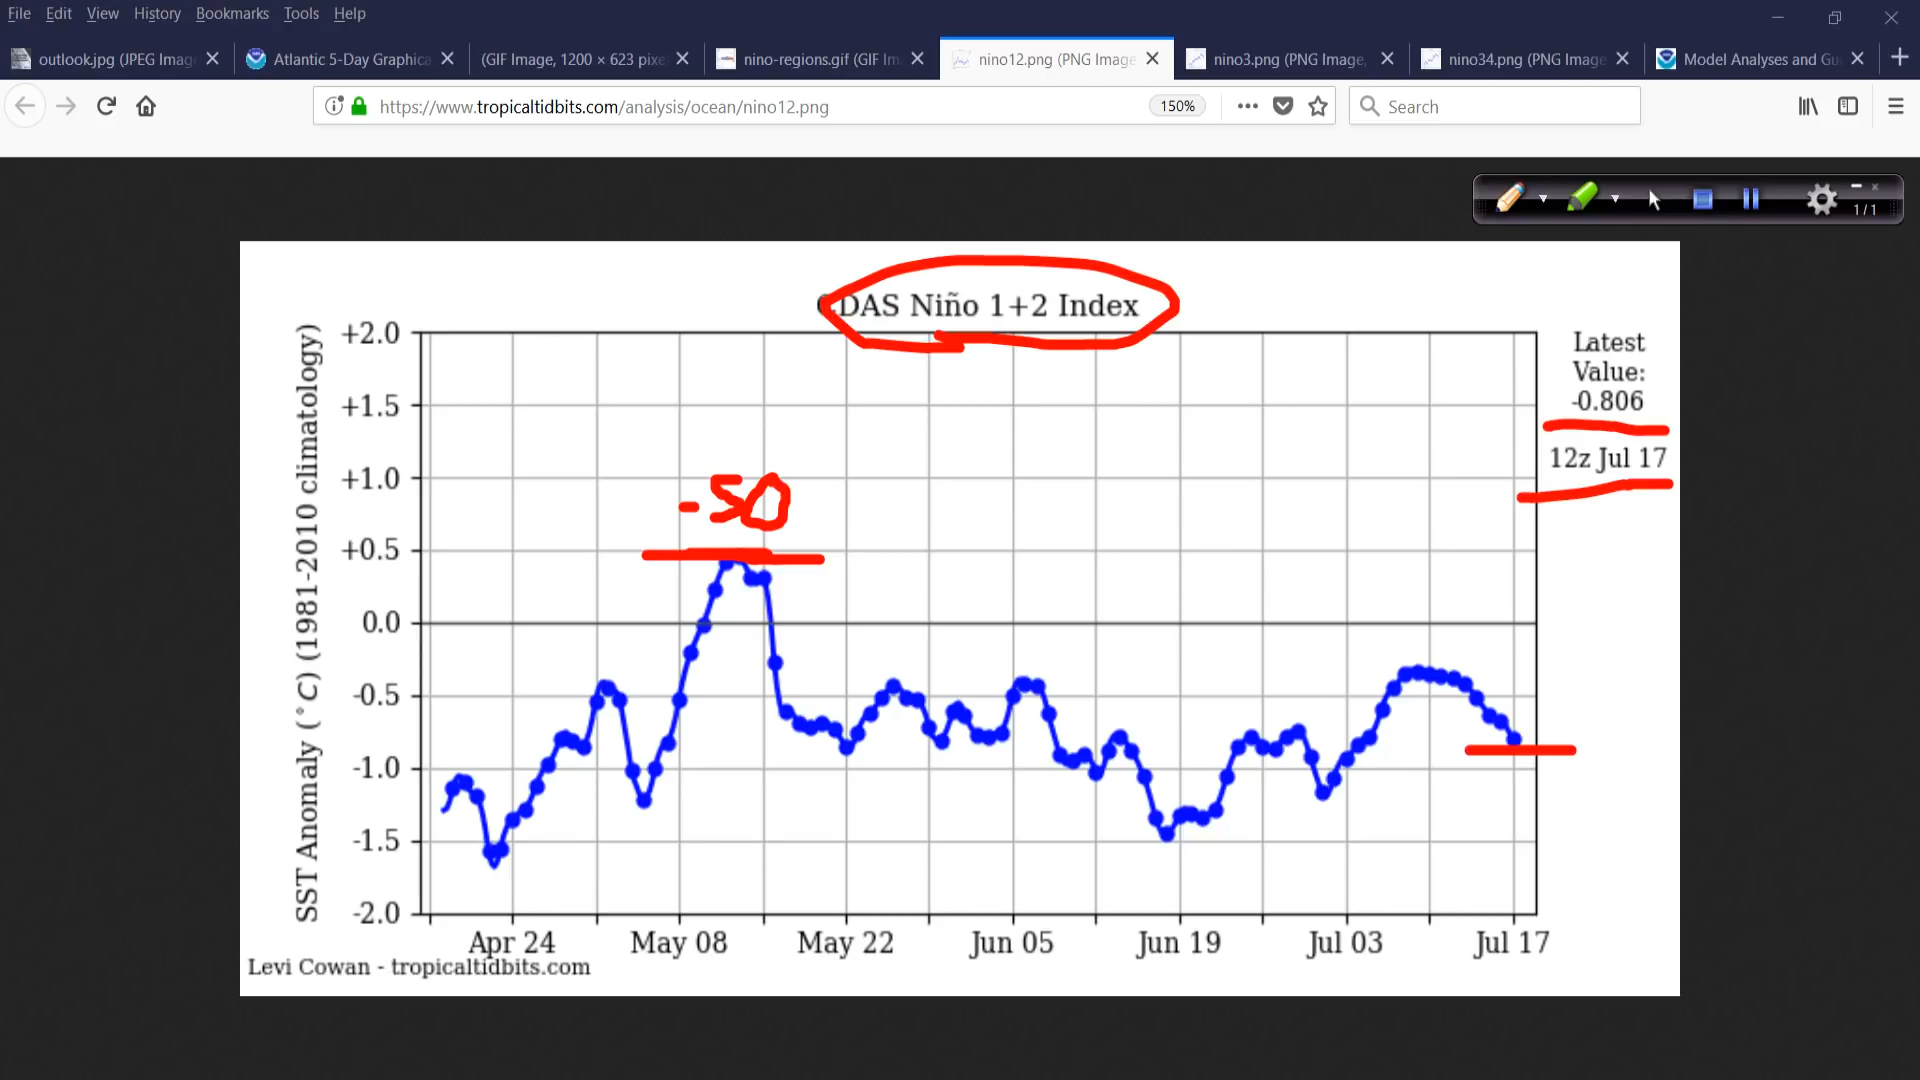 File Edit View History Bookmarks Tools Help
outlook.jpg (JPEG Imag
Atlantic 5-Day Graphica
(GIF Image, 1200 × 623 pixe
nino-regions.gif (GIF Im
nino12.png (PNG Image
nino3.png (PNG Image,
nino34.png (PNG Image
Model Analyses and Gu
https://www.tropicaltidbits.com/analysis/ocean/nino12.png
150%
Search
1/1
CDAS Niño 1+2 Index
SST Anomaly (°C) (1981-2010 climatology)
+2.0
+1.5
+1.0
+0.5
0.0
-0.5
-1.0
-1.5
-2.0
-50
Latest
Value:
-0.806
12z Jul 17
Apr 24 May 08 May 22 Jun 05 Jun 19 Jul 03 Jul 17
Levi Cowan - tropicaltidbits.com